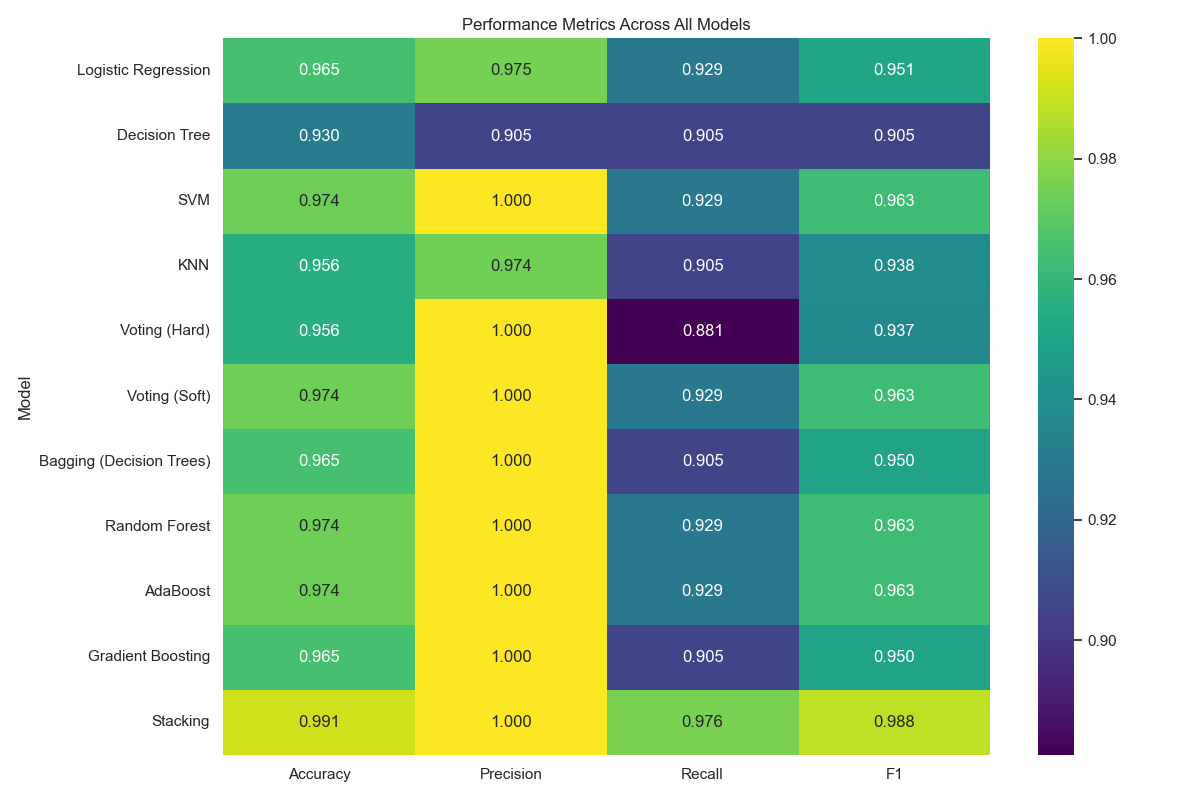 Performance Metrics Across All Models
Model
Logistic Regression 0.965 0.975 0.929 0.951
Decision Tree 0.930 0.905 0.905 0.905
SVM 0.974 1.000 0.929 0.963
KNN 0.956 0.974 0.905 0.938
Voting (Hard) 0.956 1.000 0.881 0.937
Voting (Soft) 0.974 1.000 0.929 0.963
Bagging (Decision Trees) 0.965 1.000 0.905 0.950
Random Forest 0.974 1.000 0.929 0.963
AdaBoost 0.974 1.000 0.929 0.963
Gradient Boosting 0.965 1.000 0.905 0.950
Stacking 0.991 1.000 0.976 0.988
Accuracy Precision Recall F1
1.00
0.98
0.96
0.94
0.92
0.90